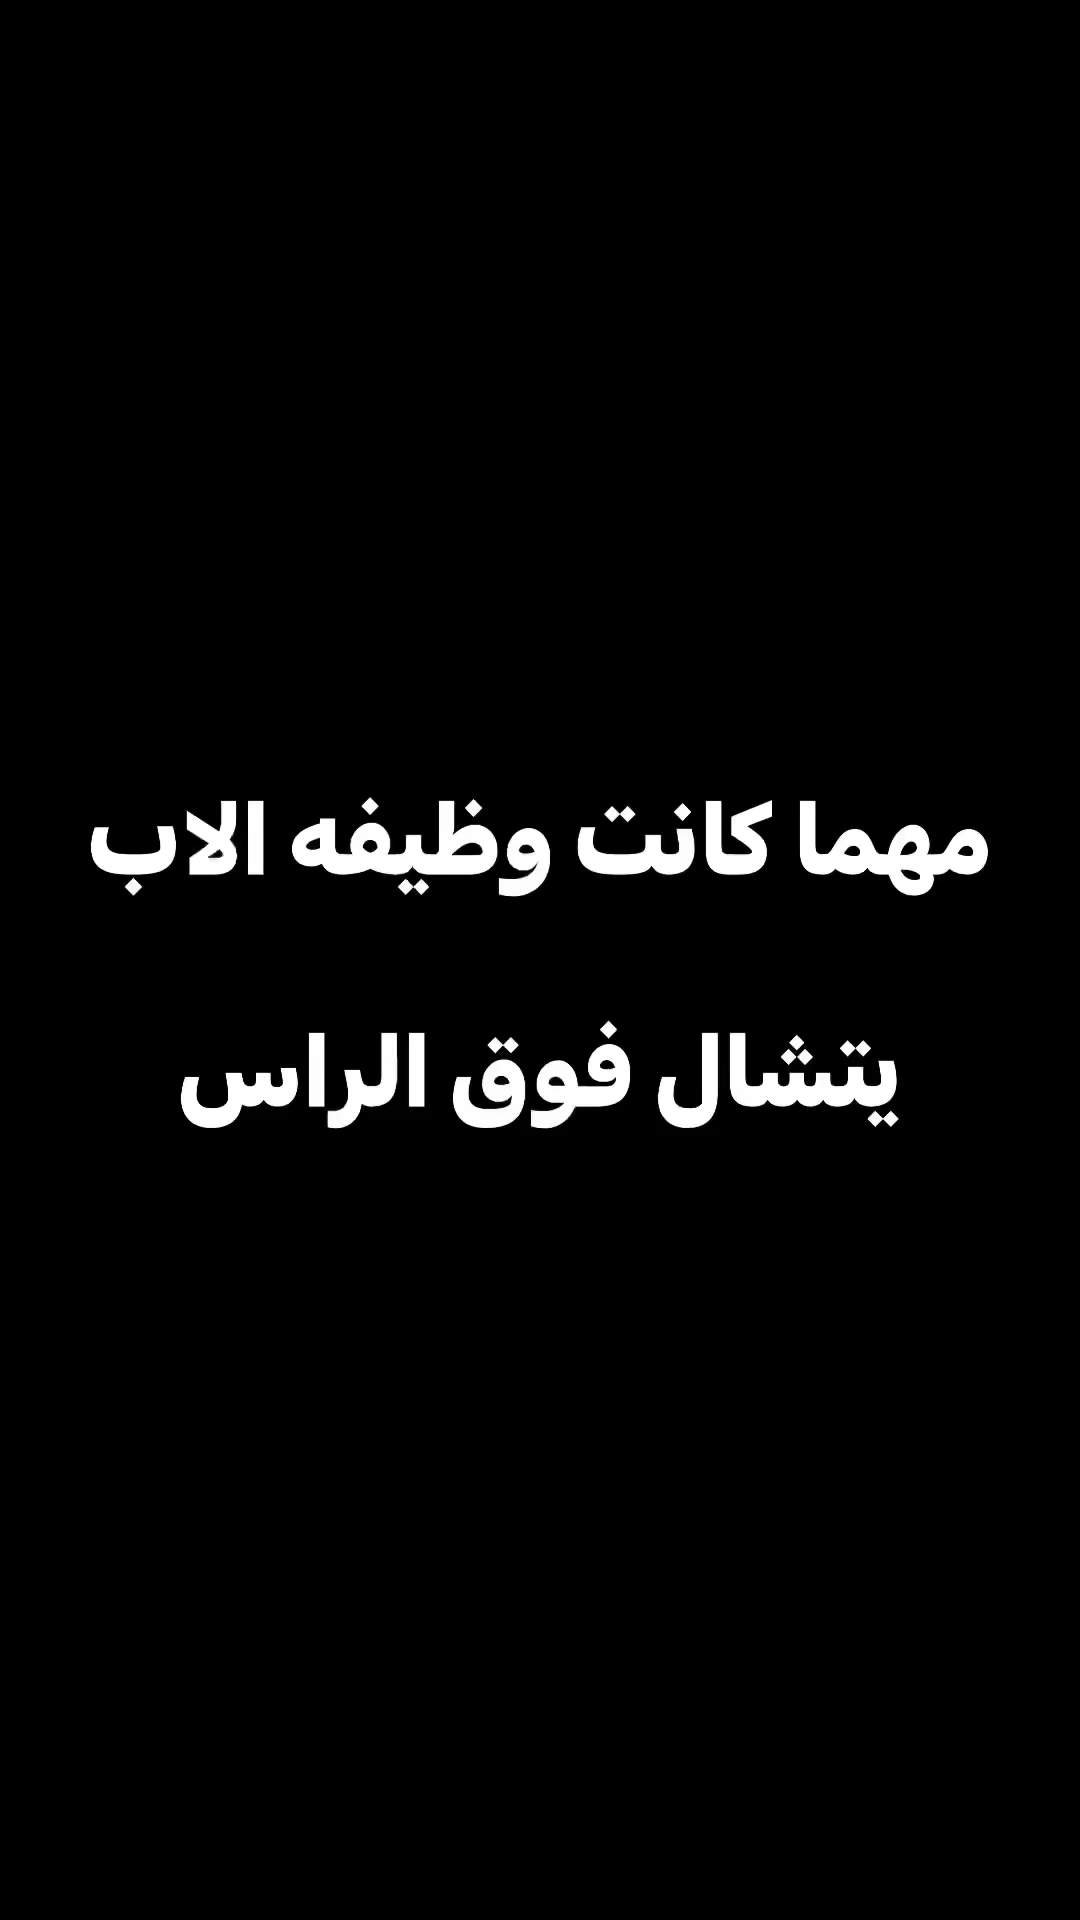 مهما كانت وظيفه الاب
يتشال فوق الراس